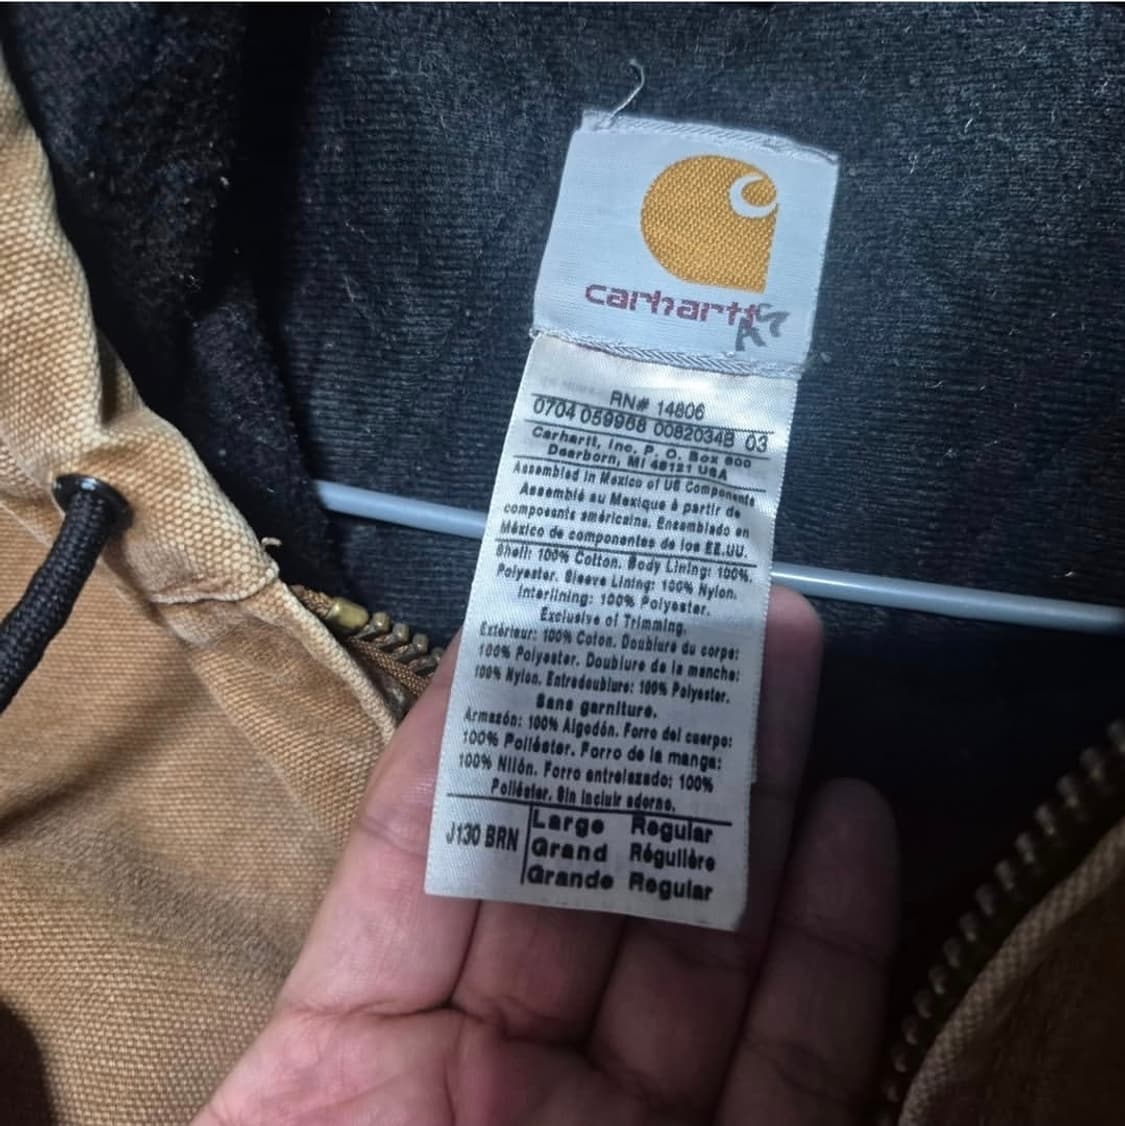 carhartt
AG
RN# 14806
0704 059968 0082034B 03
Carhartt, Inc. P. O. Box 600
Dearborn, MI 48121 USA
Assembled in Mexico of US Components
Assemblé au Mexique à partir de
composants américains. Ensamblado en
México de componentes de los EE.UU.
Shell: 100% Cotton. Body Lining: 100%.
Polyester. Sleeve Lining: 100% Nylon.
Interlining: 100% Polyester.
Exclusive of Trimming.
Extérieur: 100% Coton. Doublure du corps:
100% Polyester. Doublure de la manche:
100% Nylon. Entredoublure: 100% Polyester.
Sans garniture.
Armazón: 100% Algodón. Forro del cuerpo:
100% Poliéster. Forro de la manga:
100% Nilón. Forro entrelazado: 100%
Poliéster. Sin incluir adorno.
J130 BRN
Large Regular
Grand Régulière
Grande Regular